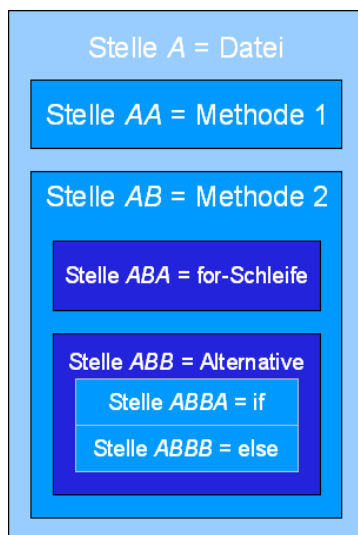 Stelle A = Datei
Stelle AA = Methode 1
Stelle AB = Methode 2
Stelle ABA = for-Schleife
Stelle ABB = Alternative
Stelle ABBA = if
Stelle ABBB = else